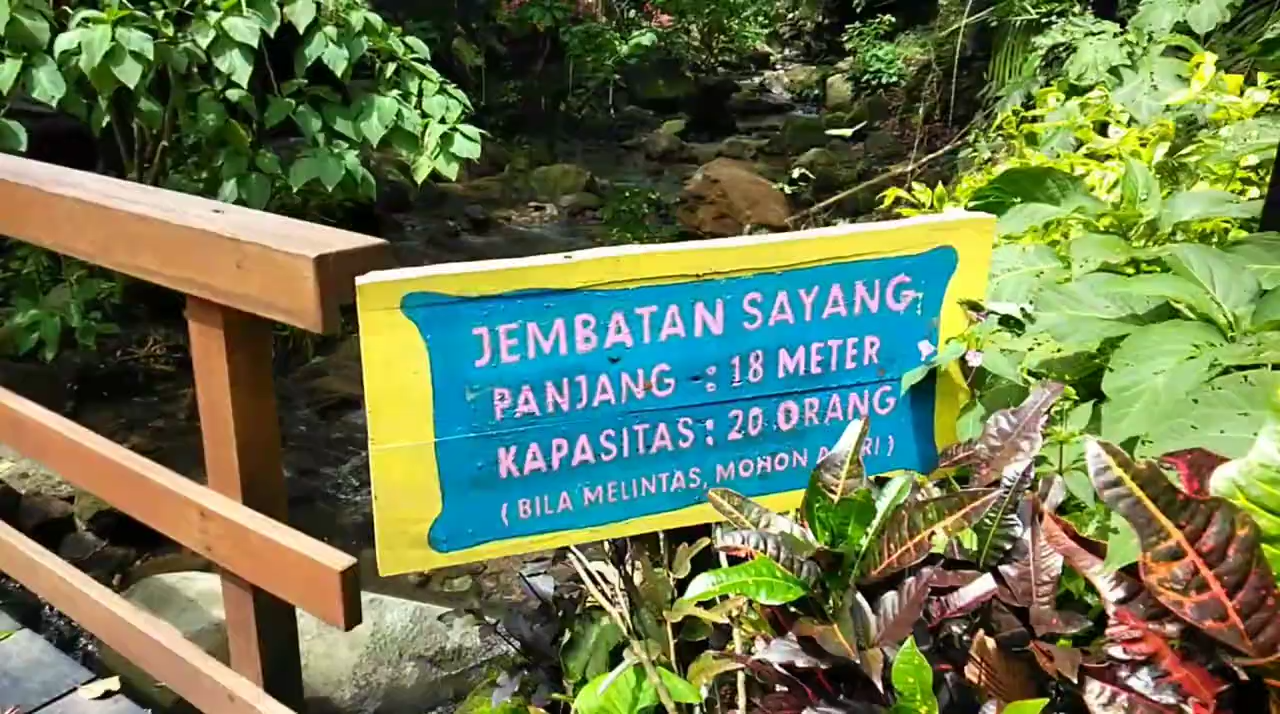 JEMBATAN SAYANG
PANJANG : 18 METER
KAPASITAS : 20 ORANG
( BILA MELINTAS, MOHON )